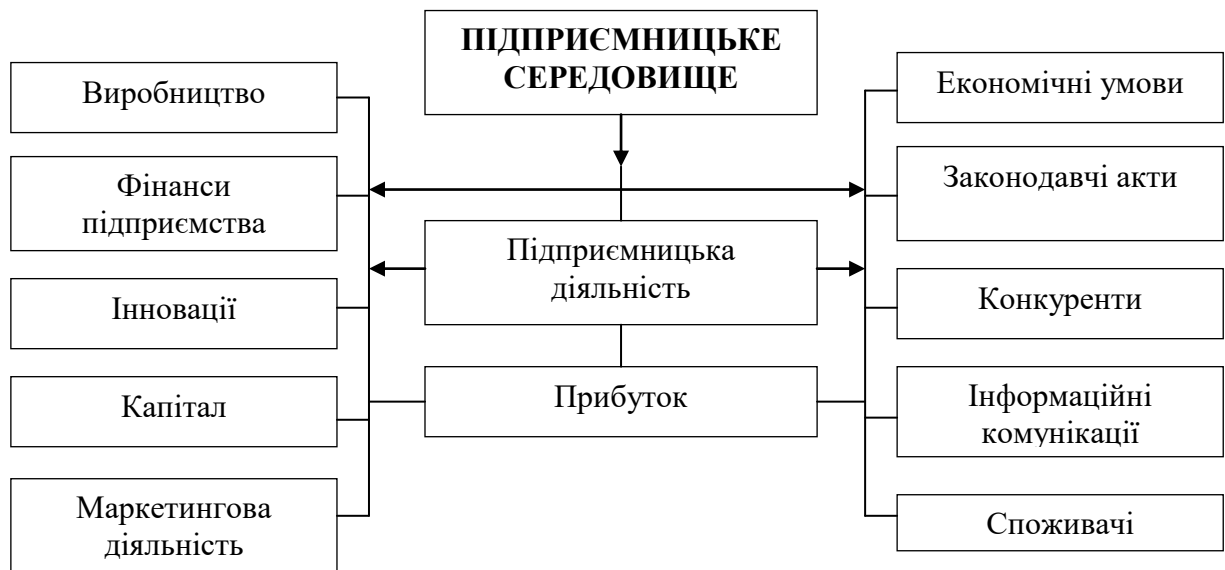 ПІДПРИЄМНИЦЬКЕ
СЕРЕДОВИЩЕ
Виробництво
Фінанси
підприємства
Інновації
Капітал
Маркетингова
діяльність
Підприємницька
діяльність
Прибуток
Економічні умови
Законодавчі акти
Конкуренти
Інформаційні
комунікації
Споживачі